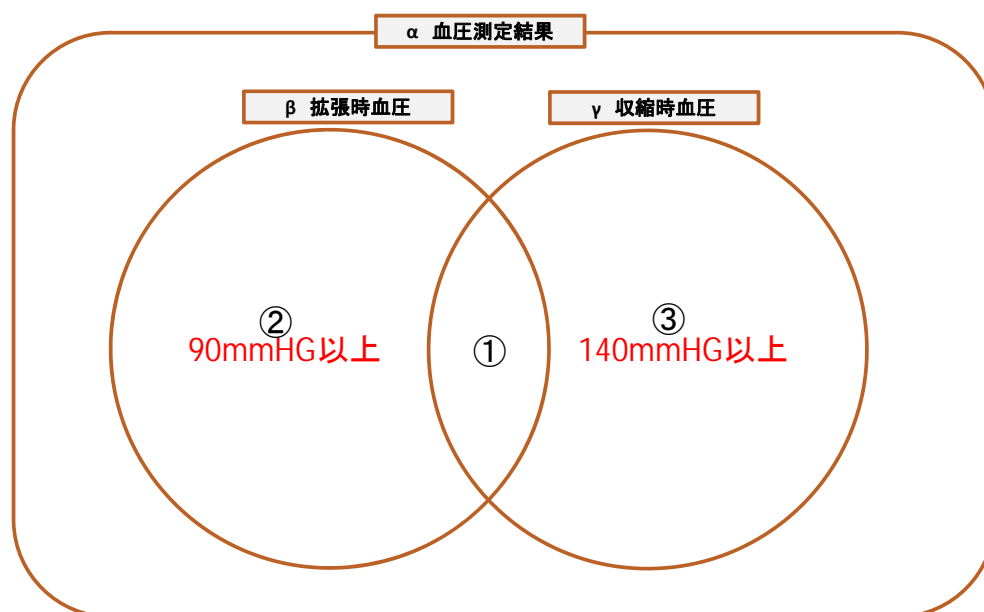 α 血圧測定結果
β 拡張時血圧
γ 収縮時血圧
②
90mmHG以上
①
③
140mmHG以上